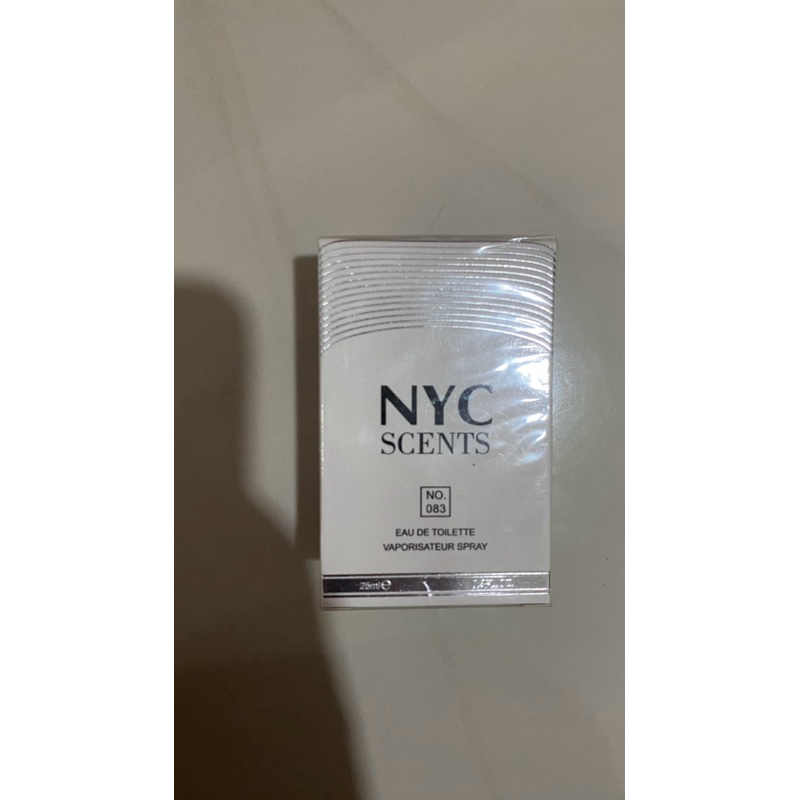 NYC
SCENTS
NO.
083
EAU DE TOILETTE
VAPORISATEUR SPRAY
25ml℮